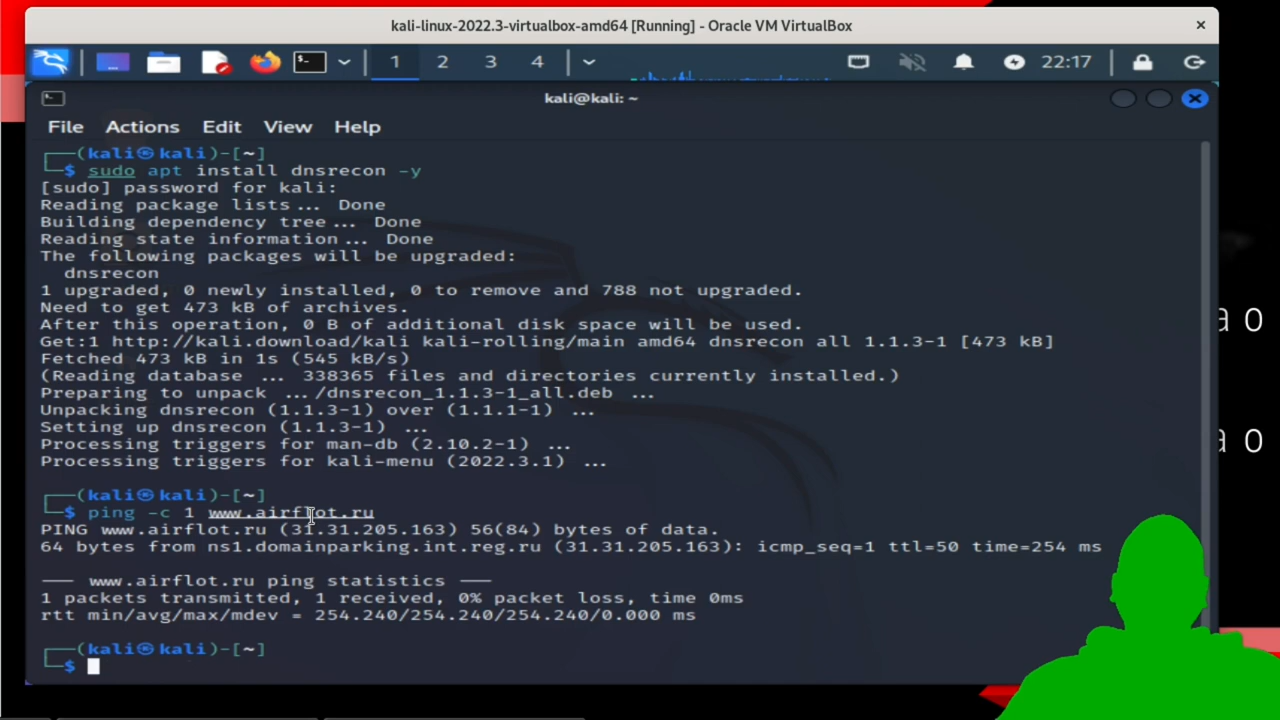 kali-linux-2022.3-virtualbox-amd64 [Running] - Oracle VM VirtualBox
1 2 3 4 22:17
kali@kali: ~
File Actions Edit View Help
┌──(kali㉿kali)-[~]
└─$ sudo apt install dnsrecon -y
[sudo] password for kali:
Reading package lists... Done
Building dependency tree... Done
Reading state information... Done
The following packages will be upgraded:
dnsrecon
1 upgraded, 0 newly installed, 0 to remove and 788 not upgraded.
Need to get 473 kB of archives.
After this operation, 0 B of additional disk space will be used.
Get:1 http://kali.download/kali kali-rolling/main amd64 dnsrecon all 1.1.3-1 [473 kB]
Fetched 473 kB in 1s (545 kB/s)
(Reading database ... 338365 files and directories currently installed.)
Preparing to unpack .../dnsrecon_1.1.3-1_all.deb ...
Unpacking dnsrecon (1.1.3-1) over (1.1.1-1) ...
Setting up dnsrecon (1.1.3-1) ...
Processing triggers for man-db (2.10.2-1) ...
Processing triggers for kali-menu (2022.3.1) ...
┌──(kali㉿kali)-[~]
└─$ ping -c 1 www.airflot.ru
PING www.airflot.ru (31.31.205.163) 56(84) bytes of data.
64 bytes from ns1.domainparking.int.reg.ru (31.31.205.163): icmp_seq=1 ttl=50 time=254 ms
--- www.airflot.ru ping statistics ---
1 packets transmitted, 1 received, 0% packet loss, time 0ms
rtt min/avg/max/mdev = 254.240/254.240/254.240/0.000 ms
┌──(kali㉿kali)-[~]
└─$